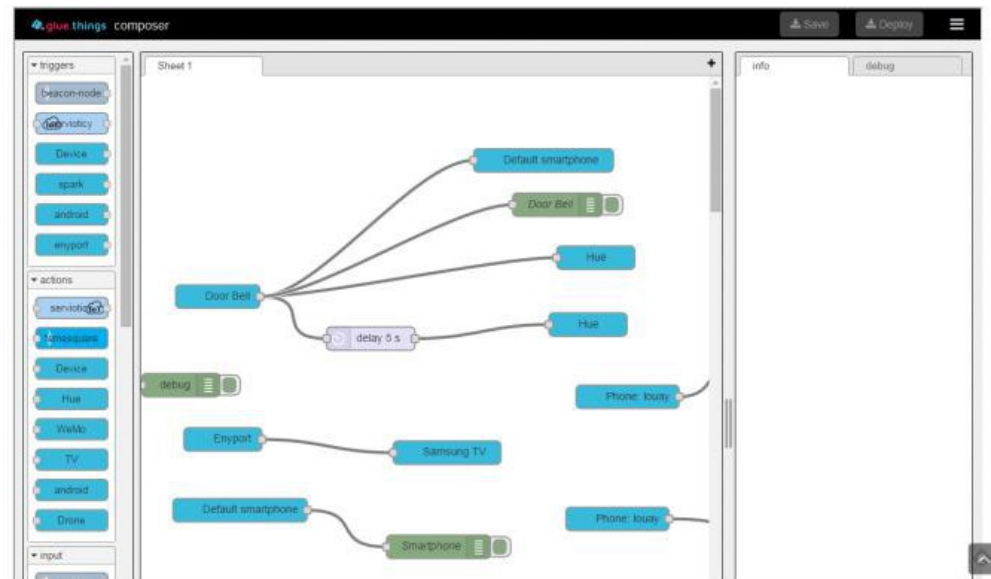 glue.things composer
Save
Deploy
triggers
beacon-node
Device
spark
android
enyport
actions
Device
Hue
WeMo
TV
android
Drone
input
Sheet 1
+
Default smartphone
Door Bell
Hue
Door Bell
delay 5 s
Hue
debug
Phone: louay
Enyport
Samsung TV
Default smartphone
Phone: louay
Smartphone
info
debug